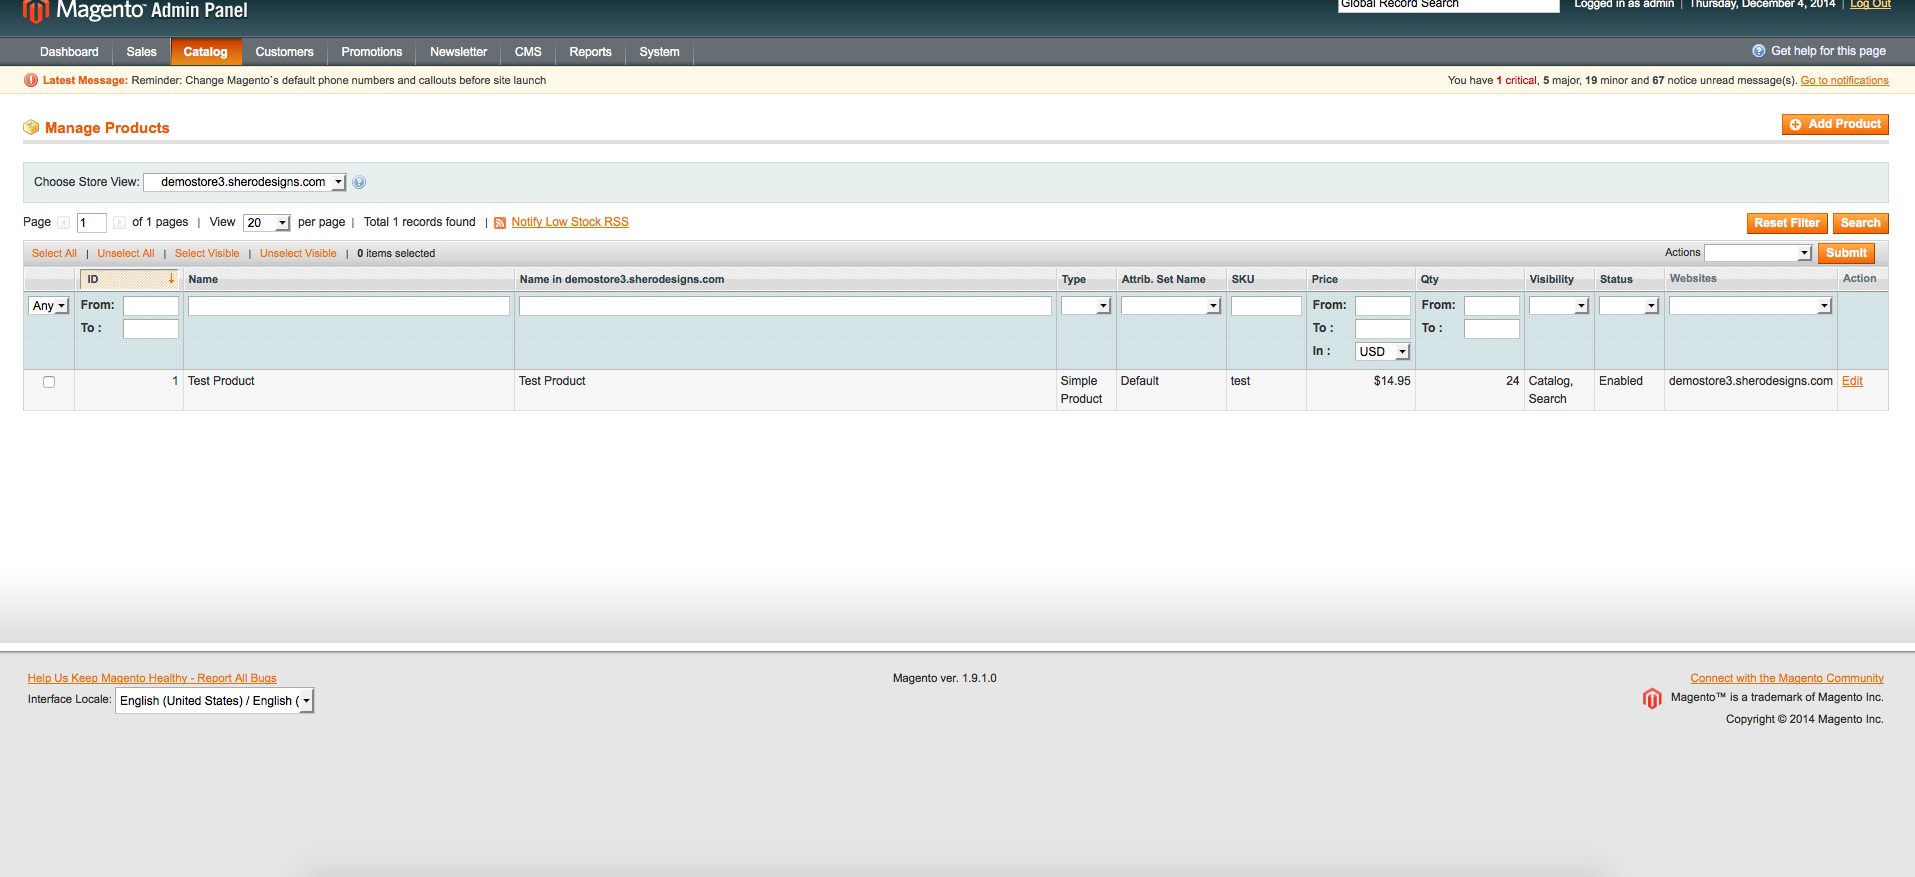 Magento Admin Panel
Global Record Search
Logged in as admin | Thursday, December 4, 2014 | Log Out
Dashboard Sales Catalog Customers Promotions Newsletter CMS Reports System
Get help for this page
Latest Message: Reminder: Change Magento`s default phone numbers and callouts before site launch
You have 1 critical, 5 major, 19 minor and 67 notice unread message(s). Go to notifications
Manage Products
Add Product
Choose Store View: demostore3.sherodesigns.com
Page 1 of 1 pages | View 20 per page | Total 1 records found | Notify Low Stock RSS
Reset Filter Search
Select All | Unselect All | Select Visible | Unselect Visible | 0 items selected
Actions Submit
ID Name Name in demostore3.sherodesigns.com Type Attrib. Set Name SKU Price Qty Visibility Status Websites Action
Any From: From: From:
To : To : To :
In : USD
1 Test Product Test Product Simple Product Default test $14.95 24 Catalog, Search Enabled demostore3.sherodesigns.com Edit
Help Us Keep Magento Healthy - Report All Bugs
Interface Locale: English (United States) / English (
Magento ver. 1.9.1.0
Connect with the Magento Community
Magento™ is a trademark of Magento Inc.
Copyright © 2014 Magento Inc.